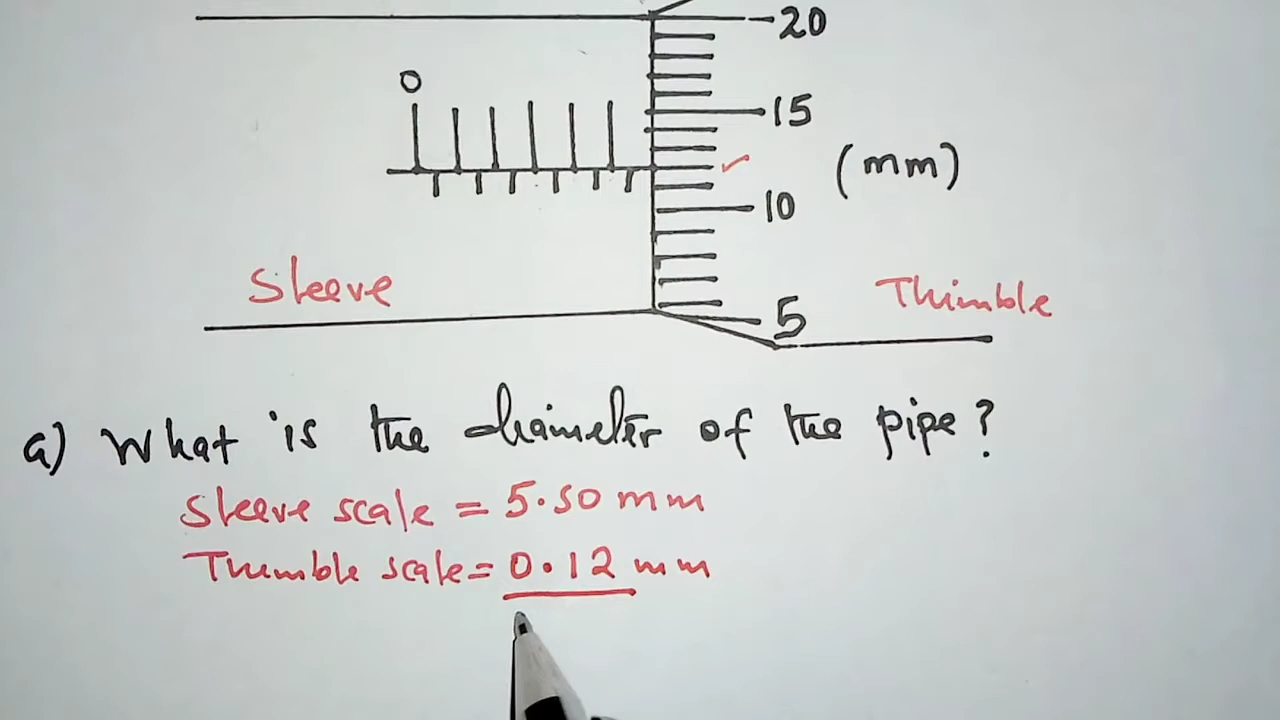 20
0
15
(mm)
10
Sleeve
Thimble
5
a) What is the diameter of the pipe?
Sleeve scale = 5.50 mm
Thimble scale = 0.12 mm